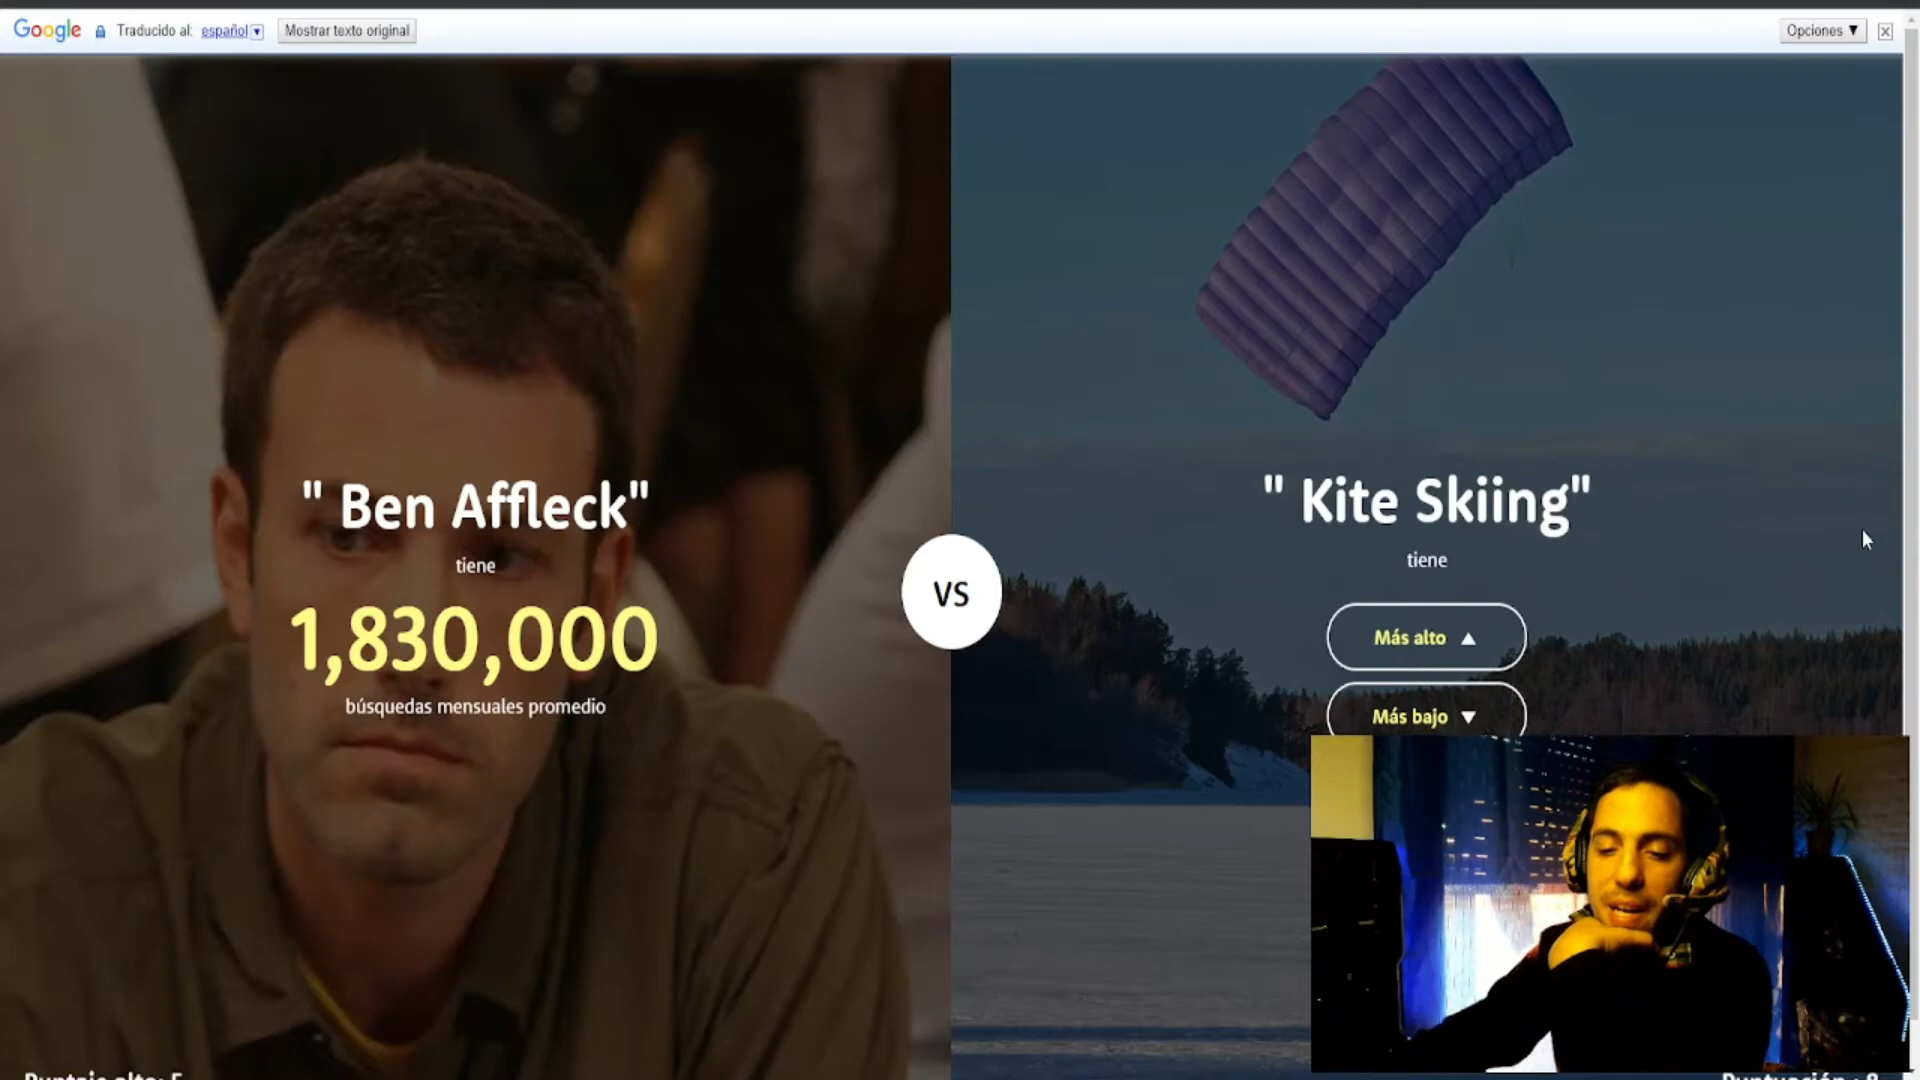 Google Traducido al: español Mostrar texto original Opciones ▼
" Ben Affleck"
tiene
1,830,000
búsquedas mensuales promedio
VS
" Kite Skiing"
tiene
Más alto ▲
Más bajo ▼